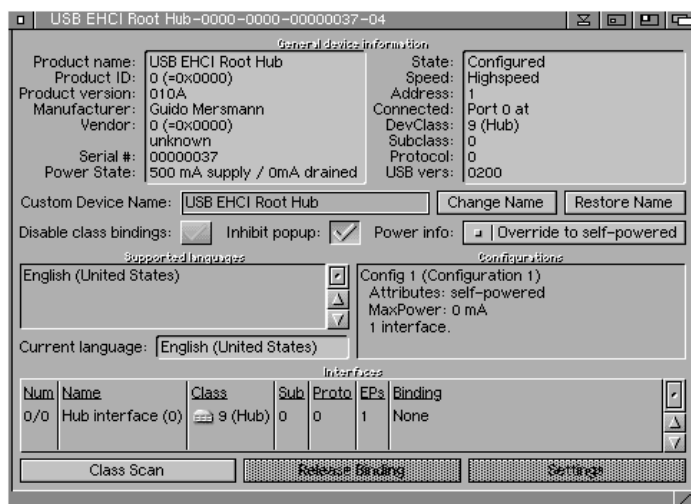 USB EHCI Root Hub-0000-0000-00000037-04
General device information
Product name: USB EHCI Root Hub
Product ID: 0 (=0x0000)
Product version: 010A
Manufacturer: Guido Mersmann
Vendor: 0 (=0x0000)
unknown
Serial #: 00000037
Power State: 500 mA supply / 0mA drained
State: Configured
Speed: Highspeed
Address: 1
Connected: Port 0 at
DevClass: 9 (Hub)
Subclass: 0
Protocol: 0
USB vers: 0200
Custom Device Name: USB EHCI Root Hub Change Name Restore Name
Disable class bindings: Inhibit popup: Power info: Override to self-powered
Supported languages
English (United States)
Current language: English (United States)
Configurations
Config 1 (Configuration 1)
Attributes: self-powered
MaxPower: 0 mA
1 interface.
Interfaces
Num Name Class Sub Proto EPs Binding
0/0 Hub interface (0) 9 (Hub) 0 0 1 None
Class Scan Release Binding Settings